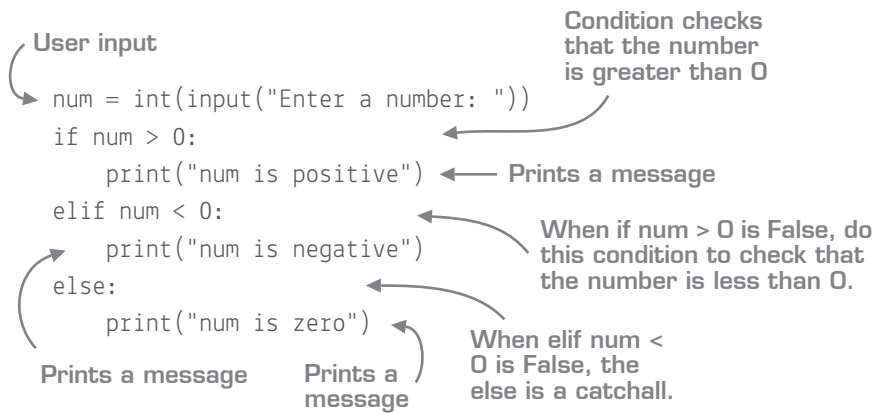 User input
Condition checks
that the number
is greater than 0
num = int(input("Enter a number: "))
if num > 0:
    print("num is positive")
Prints a message
elif num < 0:
When if num > 0 is False, do
this condition to check that
the number is less than 0.
    print("num is negative")
else:
    print("num is zero")
When elif num <
0 is False, the
else is a catchall.
Prints a message
Prints a
message